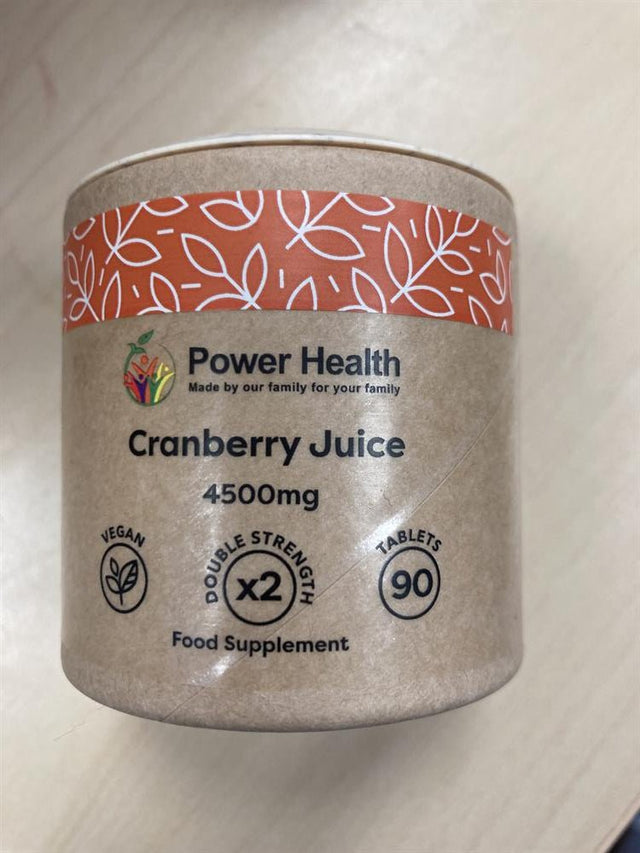 Power Health
Made by our family for your family
Cranberry Juice
4500mg
VEGAN
DOUBLE STRENGTH
x2
TABLETS
90
Food Supplement